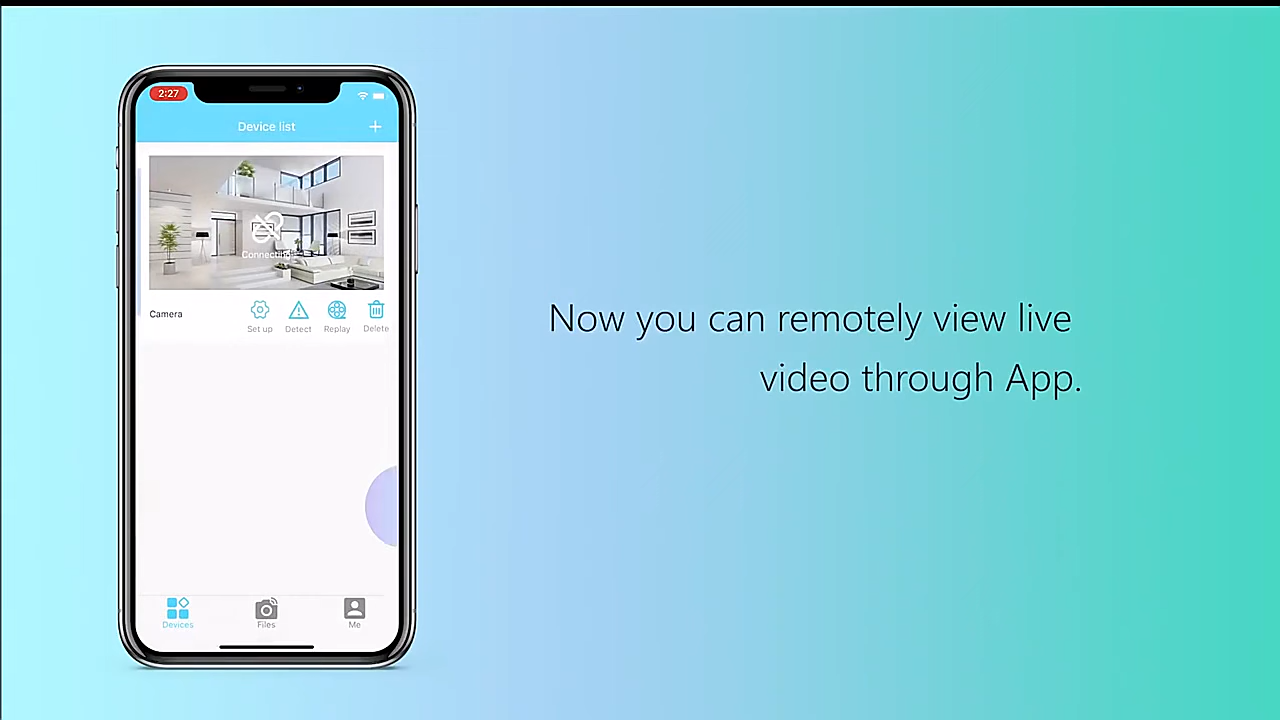 2:27
Device list
Connecting
Camera
Set up
Detect
Replay
Delete
Now you can remotely view live
video through App.
Devices
Files
Me